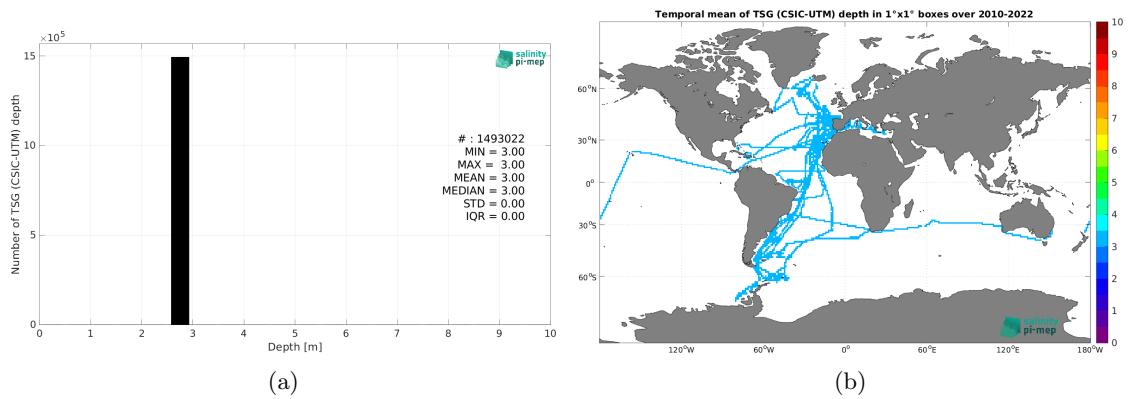 ×10⁵
15
10
5
0
Number of TSG (CSIC-UTM) depth
salinity
pi-mep
# : 1493022
MIN = 3.00
MAX = 3.00
MEAN = 3.00
MEDIAN = 3.00
STD = 0.00
IQR = 0.00
0 1 2 3 4 5 6 7 8 9 10
Depth [m]
(a)
Temporal mean of TSG (CSIC-UTM) depth in 1°x1° boxes over 2010-2022
60°N
30°N
0°
30°S
60°S
120°W 60°W 0° 60°E 120°E 180°W
salinity
pi-mep
10
9
8
7
6
5
4
3
2
1
0
(b)